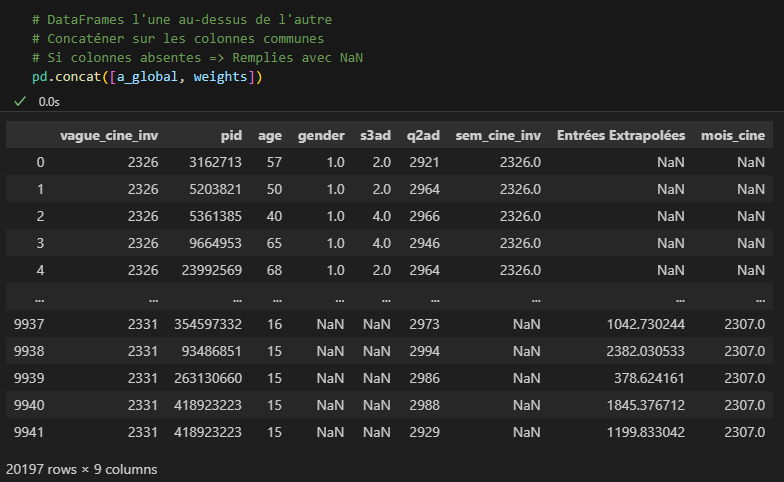 # DataFrames l'une au-dessus de l'autre
# Concaténer sur les colonnes communes
# Si colonnes absentes => Remplies avec NaN
pd.concat([a_global, weights])
0.0s
vague_cine_inv pid age gender s3ad q2ad sem_cine_inv Entrées Extrapolées mois_cine
0 2326 3162713 57 1.0 2.0 2921 2326.0 NaN NaN
1 2326 5203821 50 1.0 2.0 2964 2326.0 NaN NaN
2 2326 5361385 40 1.0 4.0 2966 2326.0 NaN NaN
3 2326 9664953 65 1.0 4.0 2946 2326.0 NaN NaN
4 2326 23992569 68 1.0 2.0 2964 2326.0 NaN NaN
... ... ... ... ... ... ... ... ... ...
9937 2331 354597332 16 NaN NaN 2973 NaN 1042.730244 2307.0
9938 2331 93486851 15 NaN NaN 2994 NaN 2382.030533 2307.0
9939 2331 263130660 15 NaN NaN 2986 NaN 378.624161 2307.0
9940 2331 418923223 15 NaN NaN 2988 NaN 1845.376712 2307.0
9941 2331 418923223 15 NaN NaN 2929 NaN 1199.833042 2307.0
20197 rows × 9 columns